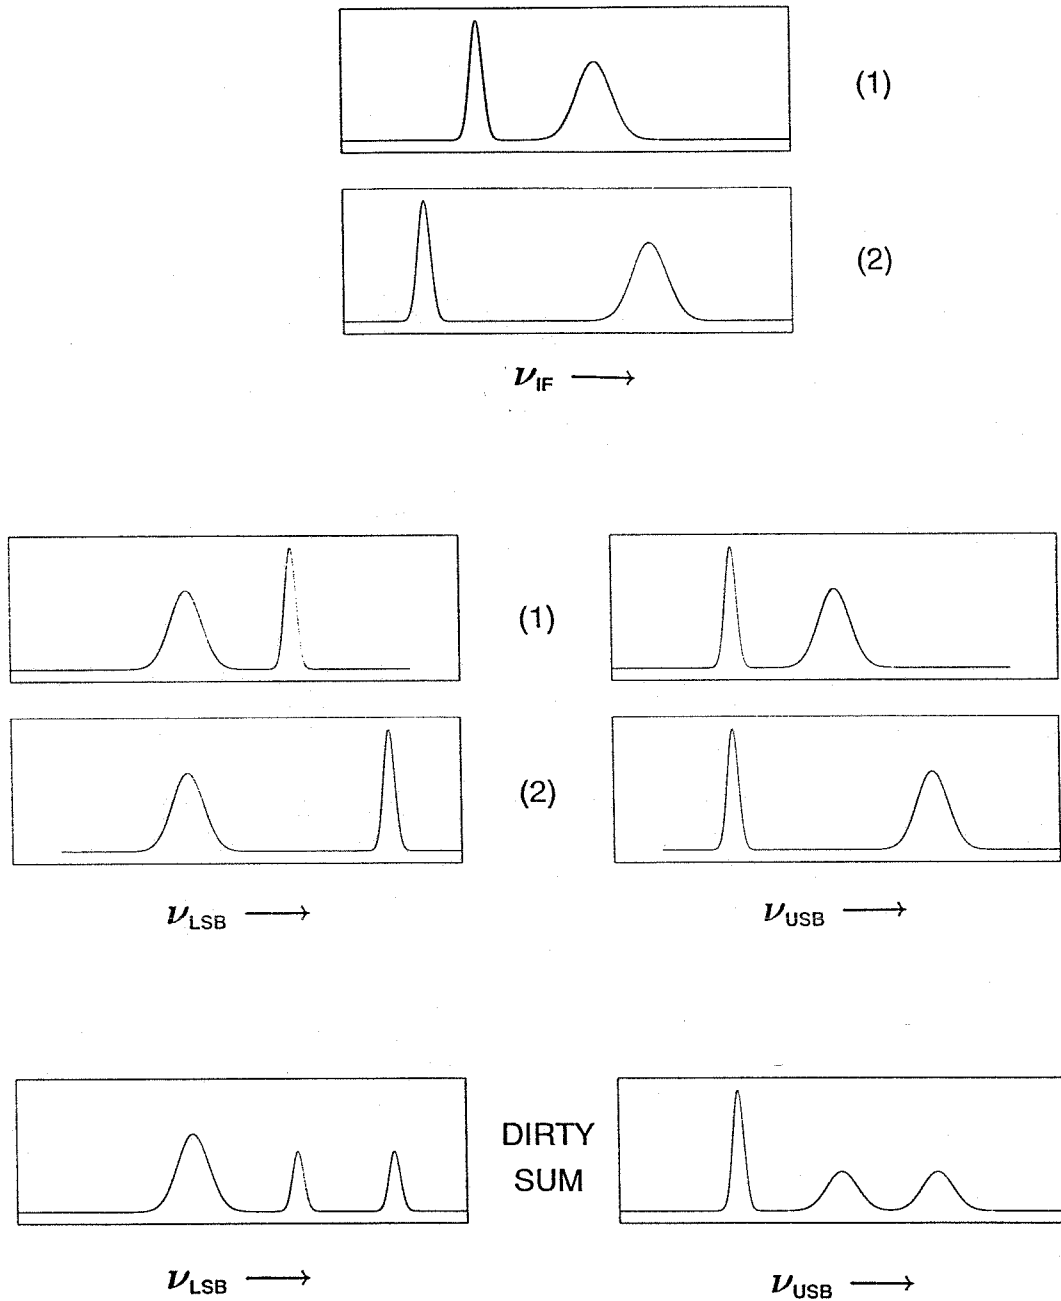 (1)
(2)
ν_IF ⟶
(1)
(2)
ν_LSB ⟶
ν_USB ⟶
DIRTY
SUM
ν_LSB ⟶
ν_USB ⟶